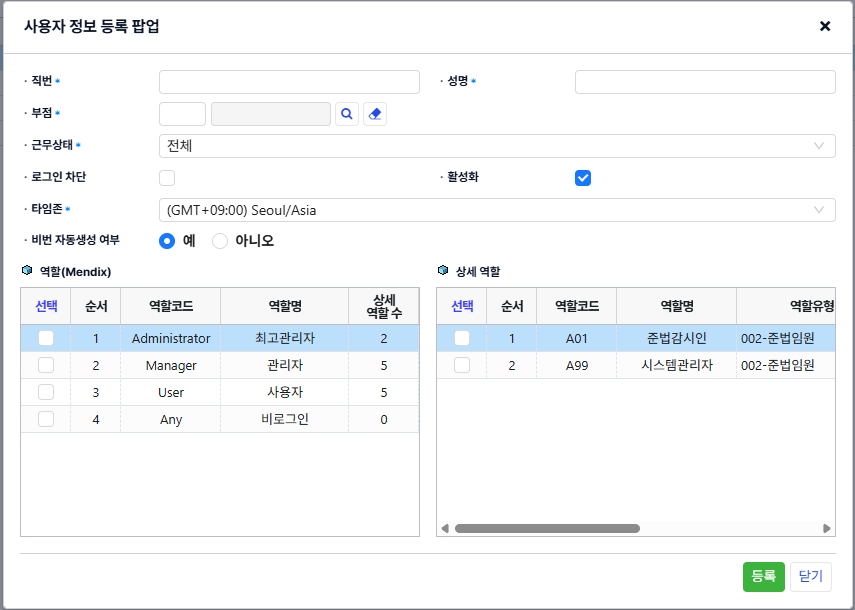 사용자 정보 등록 팝업
· 직번 * · 성명 *
· 부점 *
· 근무상태 * 전체
· 로그인 차단 · 활성화
· 타임존 * (GMT+09:00) Seoul/Asia
· 비번 자동생성 여부 예 아니오
역할(Mendix)
선택 순서 역할코드 역할명 상세 역할 수
1 Administrator 최고관리자 2
2 Manager 관리자 5
3 User 사용자 5
4 Any 비로그인 0
상세 역할
선택 순서 역할코드 역할명 역할유형
1 A01 준법감시인 002-준법임원
2 A99 시스템관리자 002-준법임원
등록 닫기